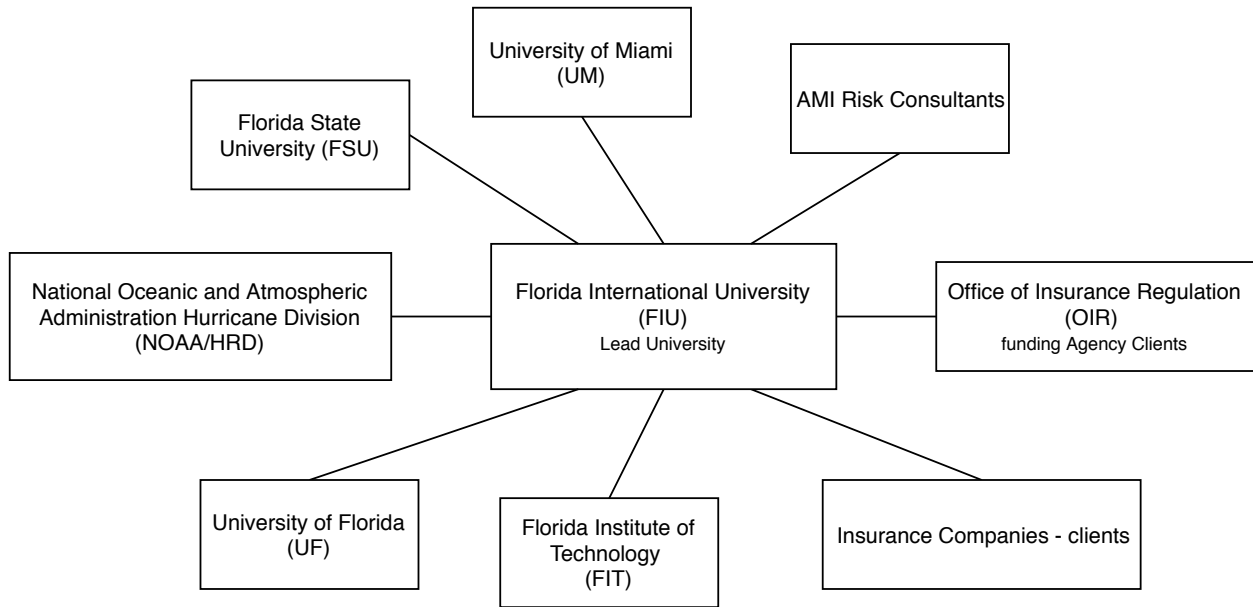 University of Miami
(UM)
AMI Risk Consultants
Florida State
University (FSU)
National Oceanic and Atmospheric
Administration Hurricane Division
(NOAA/HRD)
Florida International University
(FIU)
Lead University
Office of Insurance Regulation
(OIR)
funding Agency Clients
University of Florida
(UF)
Florida Institute of
Technology
(FIT)
Insurance Companies - clients